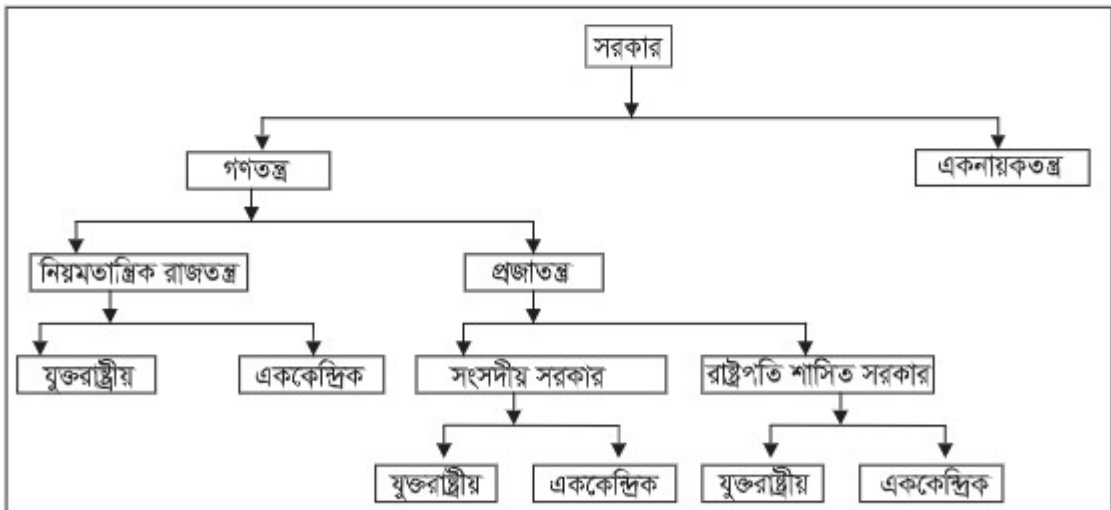 সরকার
গণতন্ত্র
একনায়কতন্ত্র
নিয়মতান্ত্রিক রাজতন্ত্র
প্রজাতন্ত্র
যুক্তরাষ্ট্রীয়
এককেন্দ্রিক
সংসদীয় সরকার
রাষ্ট্রপতি শাসিত সরকার
যুক্তরাষ্ট্রীয়
এককেন্দ্রিক
যুক্তরাষ্ট্রীয়
এককেন্দ্রিক